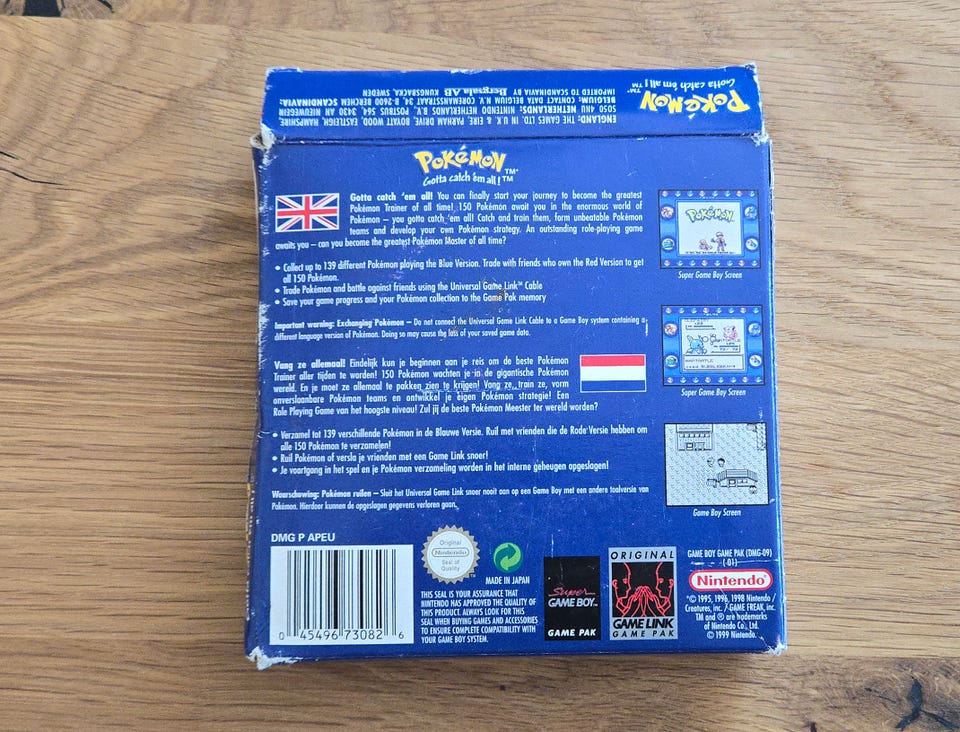 ENGLAND: THE GAMES LTD. IN U.K & EIRE, PARHAM DRIVE, BOYATT WOOD, EASTLEIGH, HAMPSHIRE,
SO50 4NU NETHERLANDS: NINTENDO NETHERLANDS B.V., POSTBUS 564, 3430 AN NIEUWEGEIN
BELGIUM: CONTACT DATA BELGIUM N.V. COREMANSSTRAAT 34, B-2600 BERCHEM SCANDINAVIA:
IMPORTED TO SCANDINAVIA BY Bergsala AB KUNGSBACKA, SWEDEN.
POKéMON™
Gotta catch 'em all!™
POKéMON™
Gotta catch 'em all!™
Gotta catch 'em all! You can finally start your journey to become the greatest
Pokémon Trainer of all time! 150 Pokémon await you in the enormous world of
Pokémon – you gotta catch 'em all! Catch and train them, form unbeatable Pokémon
teams and develop your own Pokémon strategy. An outstanding role-playing game
awaits you – can you become the greatest Pokémon Master of all time?
• Collect up to 139 different Pokémon playing the Blue Version. Trade with friends who own the Red Version to get
all 150 Pokémon.
• Trade Pokémon and battle against friends using the Universal Game Link™ Cable
• Save your game progress and your Pokémon collection to the Game Pak memory
Important warning: Exchanging Pokémon – Do not connect the Universal Game Link Cable to a Game Boy system containing a
different language version of Pokémon. Doing so may cause the loss of your saved game data.
Vang ze allemaal! Eindelijk kun je beginnen aan je reis om de beste Pokémon
Trainer aller tijden te worden! 150 Pokémon wachten je in de gigantische Pokémon
wereld. En je moet ze allemaal te pakken zien te krijgen! Vang ze, train ze, vorm
onverslaanbare Pokémon teams en ontwikkel je eigen Pokémon strategie! Een
Role Playing Game van het hoogste niveau! Zul jij de beste Pokémon Meester ter wereld worden?
• Verzamel tot 139 verschillende Pokémon in de Blauwe Versie. Ruil met vrienden die de Rode Versie hebben om
alle 150 Pokémon te verzamelen!
• Ruil Pokémon of versla je vrienden met een Game Link snoer!
• Je voortgang in het spel en je Pokémon verzameling worden in het interne geheugen opgeslagen!
Waarschuwing: Pokémon ruilen – Sluit het Universal Game Link snoer nooit aan op een Game Boy met een andere taalversie van
Pokémon. Hierdoor kunnen de opgeslagen gegevens verloren gaan.
POKéMON
Super Game Boy Screen
Super Game Boy Screen
Game Boy Screen
DMG P APEU
0 45496 73082 6
Original
Nintendo
Seal of
Quality
MADE IN JAPAN
THIS SEAL IS YOUR ASSURANCE THAT
NINTENDO HAS APPROVED THE QUALITY OF
THIS PRODUCT. ALWAYS LOOK FOR THIS
SEAL WHEN BUYING GAMES AND ACCESSORIES
TO ENSURE COMPLETE COMPATIBILITY WITH
YOUR GAME BOY SYSTEM.
Super
GAME BOY™
GAME PAK
ORIGINAL
GAME LINK
GAME PAK
GAME BOY GAME PAK (DMG-09)
(-01)
Nintendo®
© 1995, 1996, 1998 Nintendo /
Creatures, inc. / GAME FREAK, inc.
TM and ® are trademarks
of Nintendo Co., Ltd.
© 1999 Nintendo.